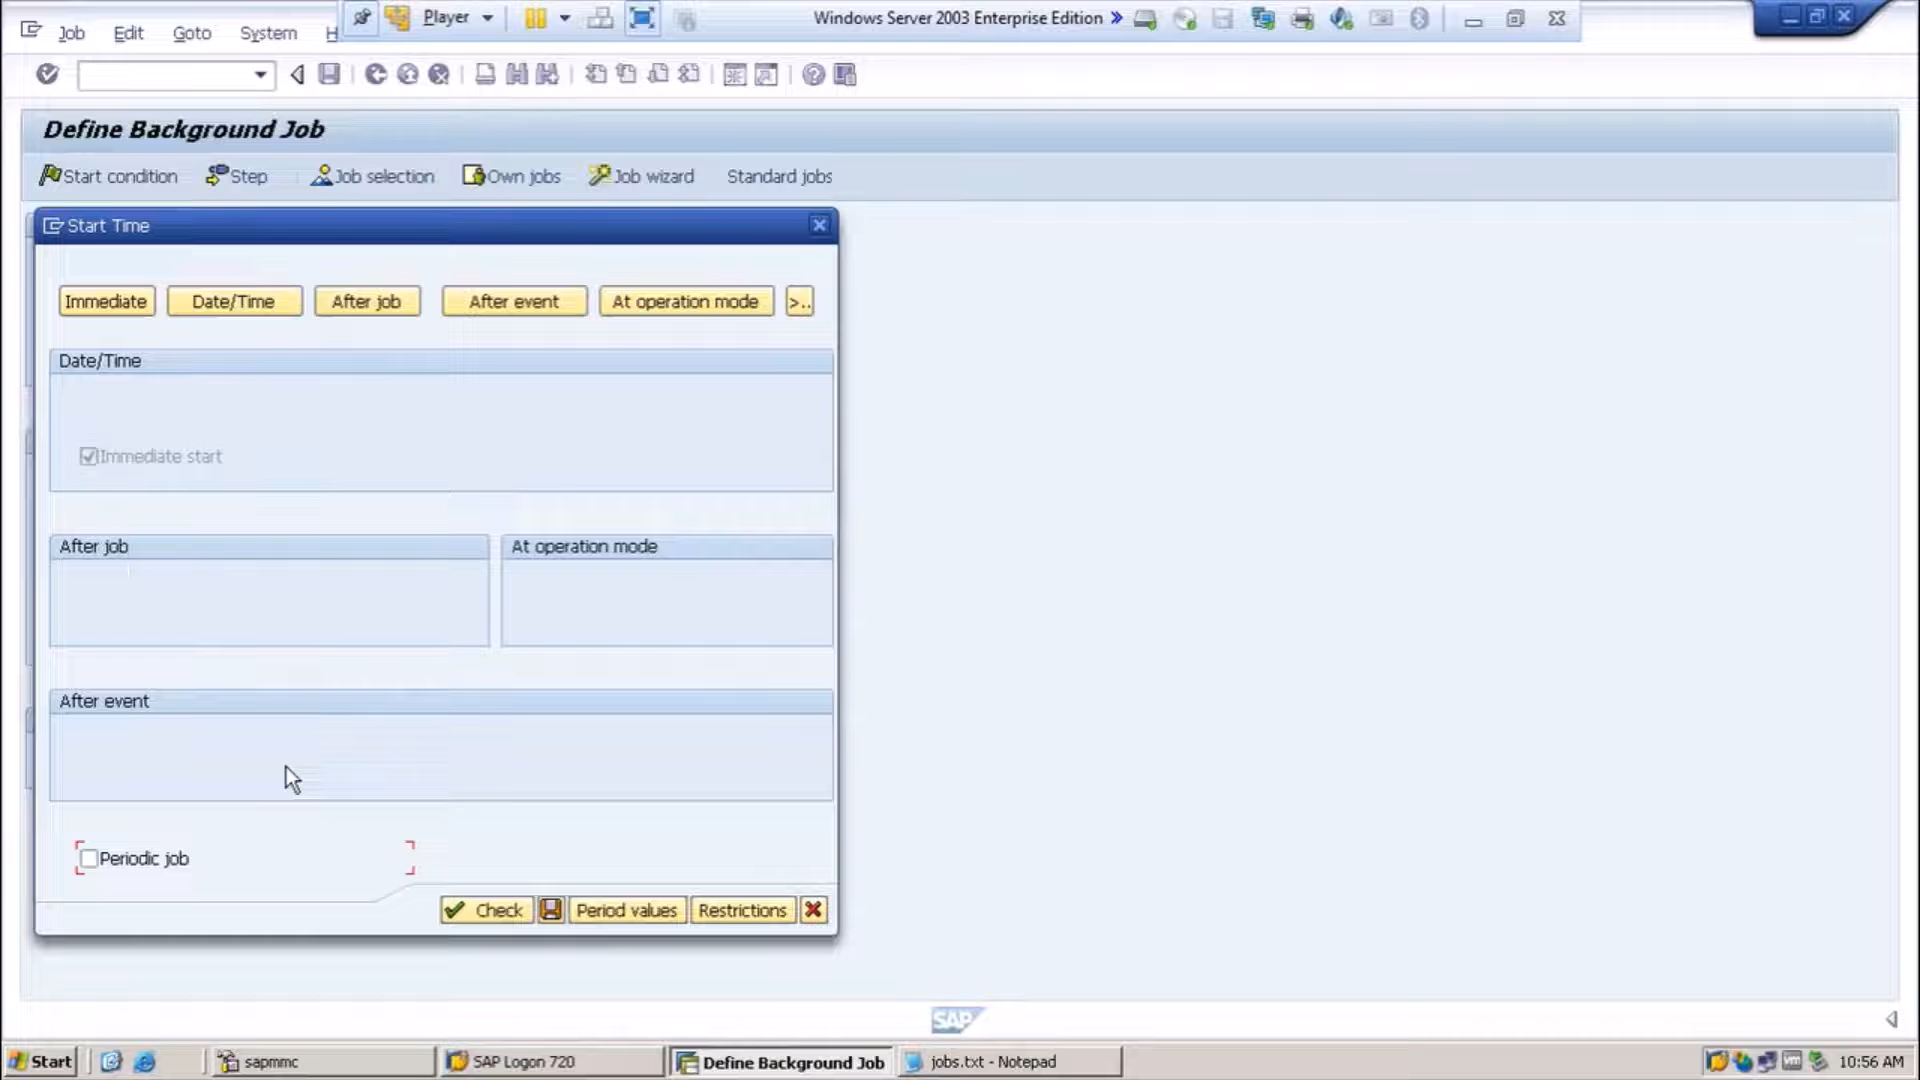 Player
Windows Server 2003 Enterprise Edition »
Job Edit Goto System H
Define Background Job
Start condition Step Job selection Own jobs Job wizard Standard jobs
Start Time
Immediate Date/Time After job After event At operation mode >..
Date/Time
Immediate start
After job At operation mode
After event
Periodic job
Check Period values Restrictions
SAP
Start sapmmc SAP Logon 720 Define Background Job jobs.txt - Notepad 10:56 AM